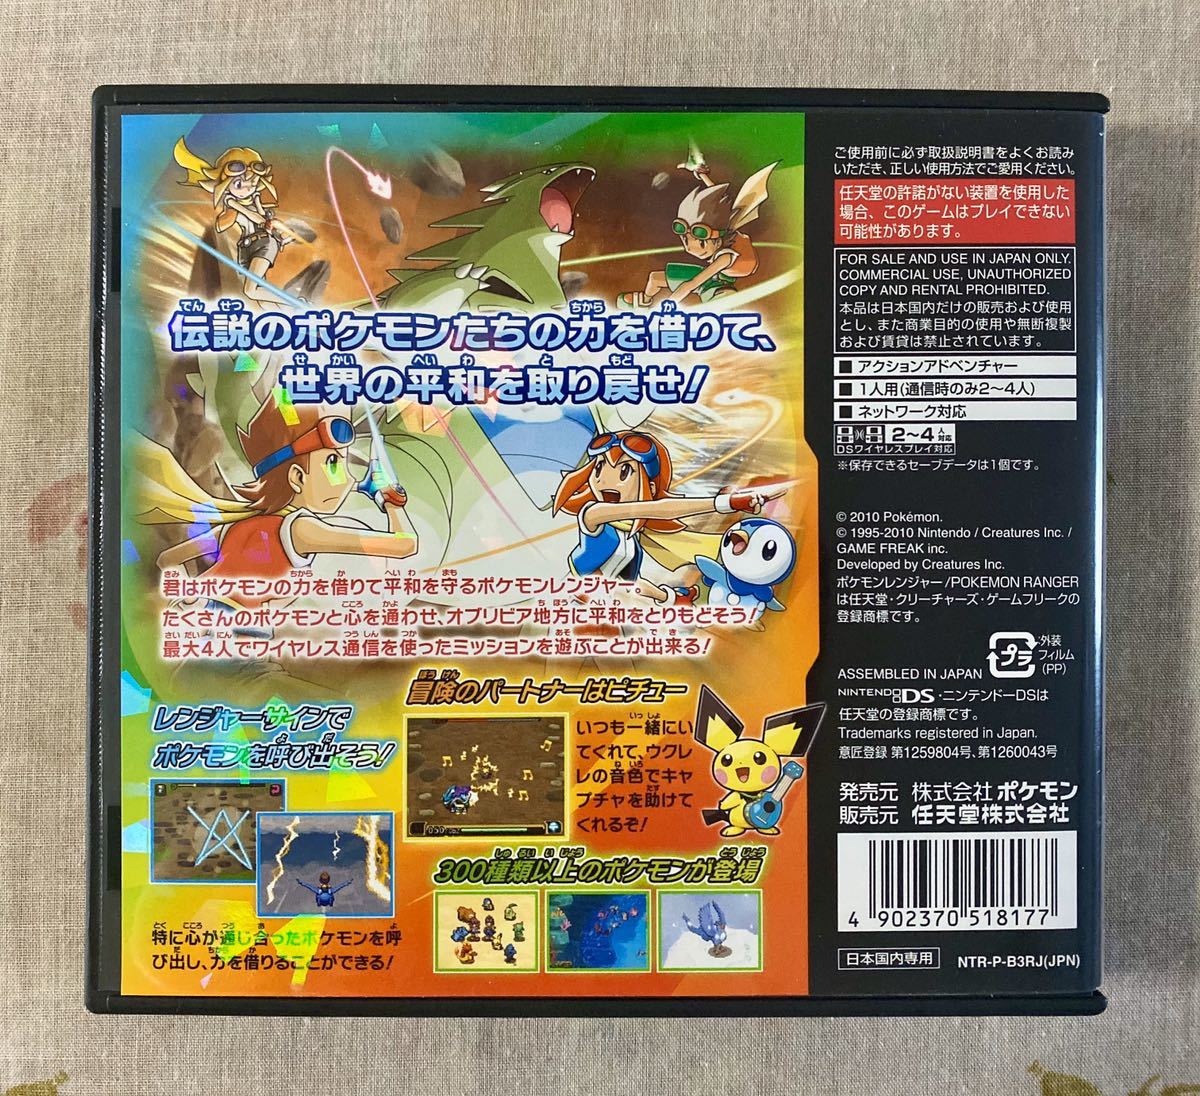 伝説のポケモンたちの力を借りて、
世界の平和を取り戻せ!
君はポケモンの力を借りて平和を守るポケモンレンジャー。
たくさんのポケモンと心を通わせ、オブリビア地方に平和をとりもどそう!
最大4人でワイヤレス通信を使ったミッションを遊ぶことが出来る!
レンジャーサインで
ポケモンを呼び出そう!
特に心が通じ合ったポケモンを呼
び出し、力を借りることができる!
冒険のパートナーはピチュー
いつも一緒にい
てくれて、ウクレ
レの音色でキャ
プチャを助けて
くれるぞ!
300種類以上のポケモンが登場
ご使用前に必ず取扱説明書をよくお読み
いただき、正しい使用方法でご愛用ください。
任天堂の許諾がない装置を使用した
場合、このゲームはプレイできない
可能性があります。
FOR SALE AND USE IN JAPAN ONLY.
COMMERCIAL USE, UNAUTHORIZED
COPY AND RENTAL PROHIBITED.
本品は日本国内だけの販売および使用
とし、また商業目的の使用や無断複製
および賃貸は禁止されています。
■ アクションアドベンチャー
■ 1人用(通信時のみ2～4人)
■ ネットワーク対応
2～4人対応
DSワイヤレスプレイ対応
※保存できるセーブデータは1個です。
© 2010 Pokémon.
© 1995-2010 Nintendo / Creatures Inc. /
GAME FREAK inc.
Developed by Creatures Inc.
ポケモンレンジャー/POKEMON RANGER
は任天堂・クリーチャーズ・ゲームフリークの
登録商標です。
プラ
外装
フィルム
(PP)
ASSEMBLED IN JAPAN
NINTENDO DS・ニンテンドーDSは
任天堂の登録商標です。
Trademarks registered in Japan.
意匠登録 第1259804号、第1260043号
発売元 株式会社 ポケモン
販売元 任天堂株式会社
4 902370 518177
日本国内専用 NTR-P-B3RJ(JPN)